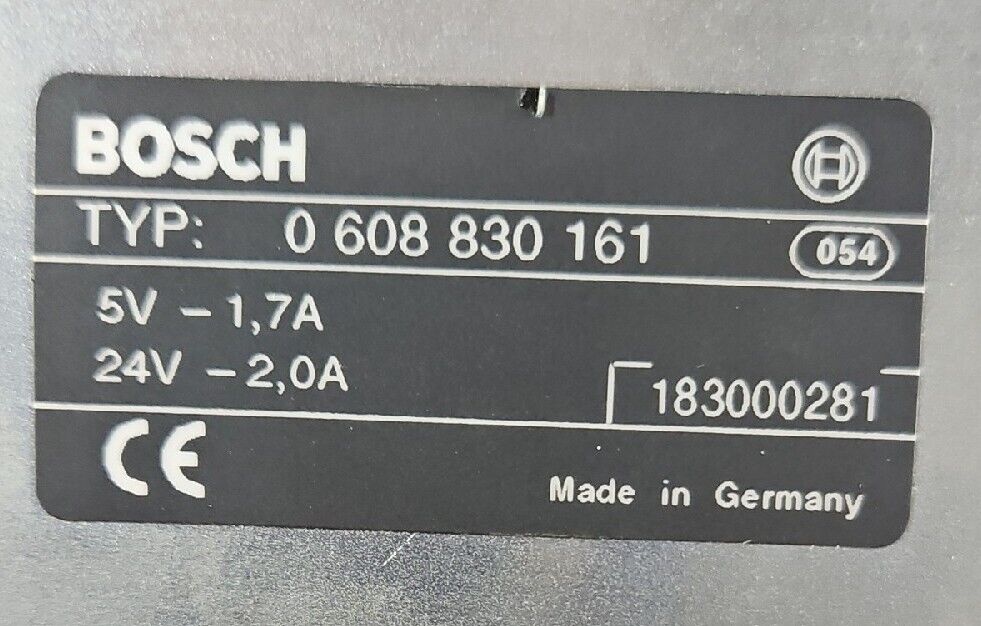 BOSCH
TYP: 0 608 830 161 054
5V - 1,7A
24V - 2,0A
183000281
CE
Made in Germany